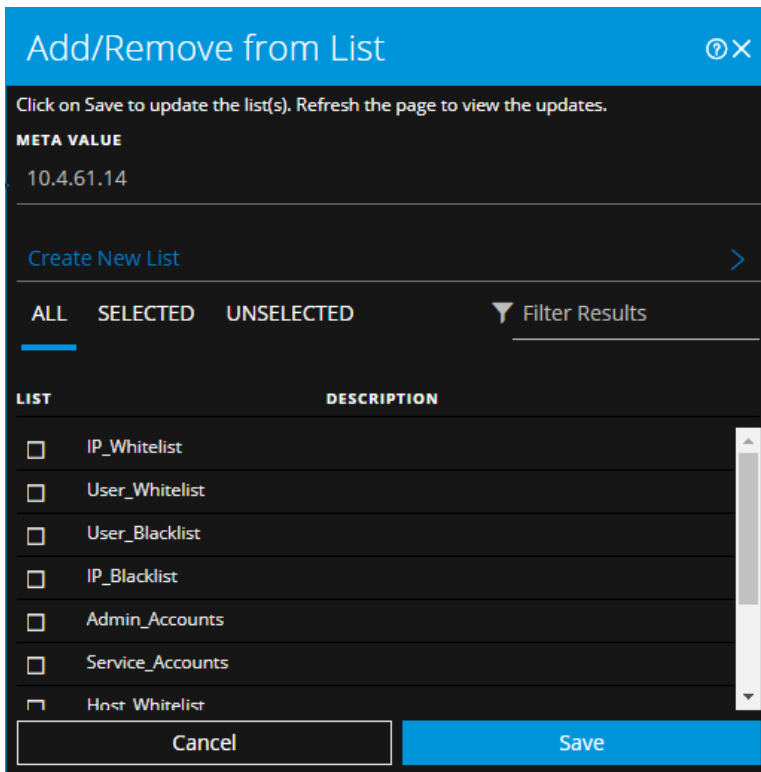 Add/Remove from List
Click on Save to update the list(s). Refresh the page to view the updates.
META VALUE
10.4.61.14
Create New List
ALL SELECTED UNSELECTED Filter Results
LIST DESCRIPTION
IP_Whitelist
User_Whitelist
User_Blacklist
IP_Blacklist
Admin_Accounts
Service_Accounts
Host_Whitelist
Cancel Save